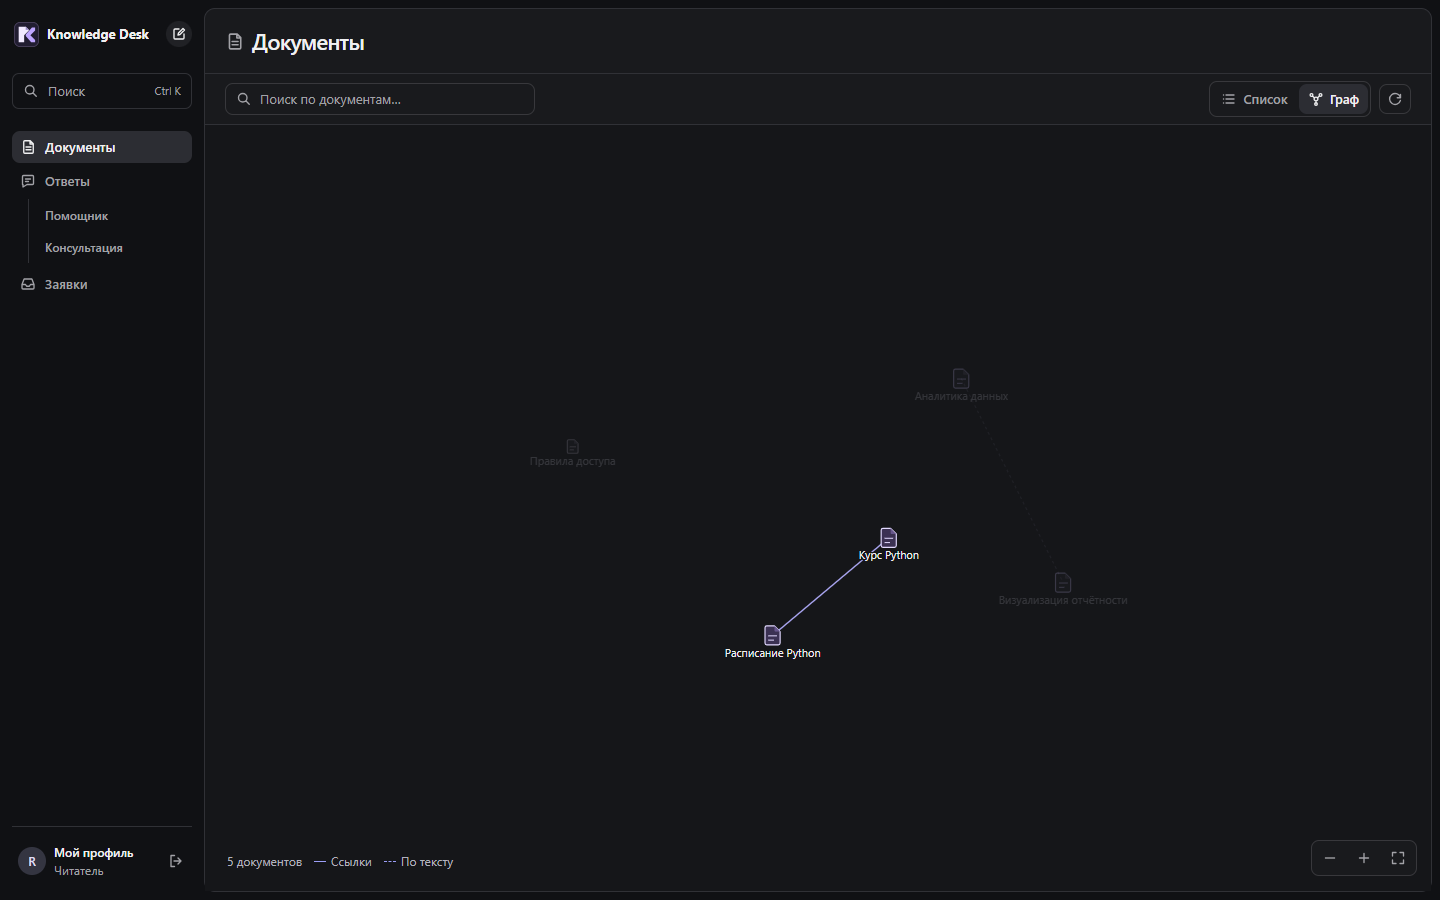 Knowledge Desk
Поиск Ctrl K
Документы
Ответы
Помощник
Консультация
Заявки
R
Мой профиль
Читатель
Документы
Поиск по документам...
Список
Граф
Аналитика данных
Правила доступа
Курс Python
Визуализация отчётности
Расписание Python
5 документов — Ссылки --- По тексту